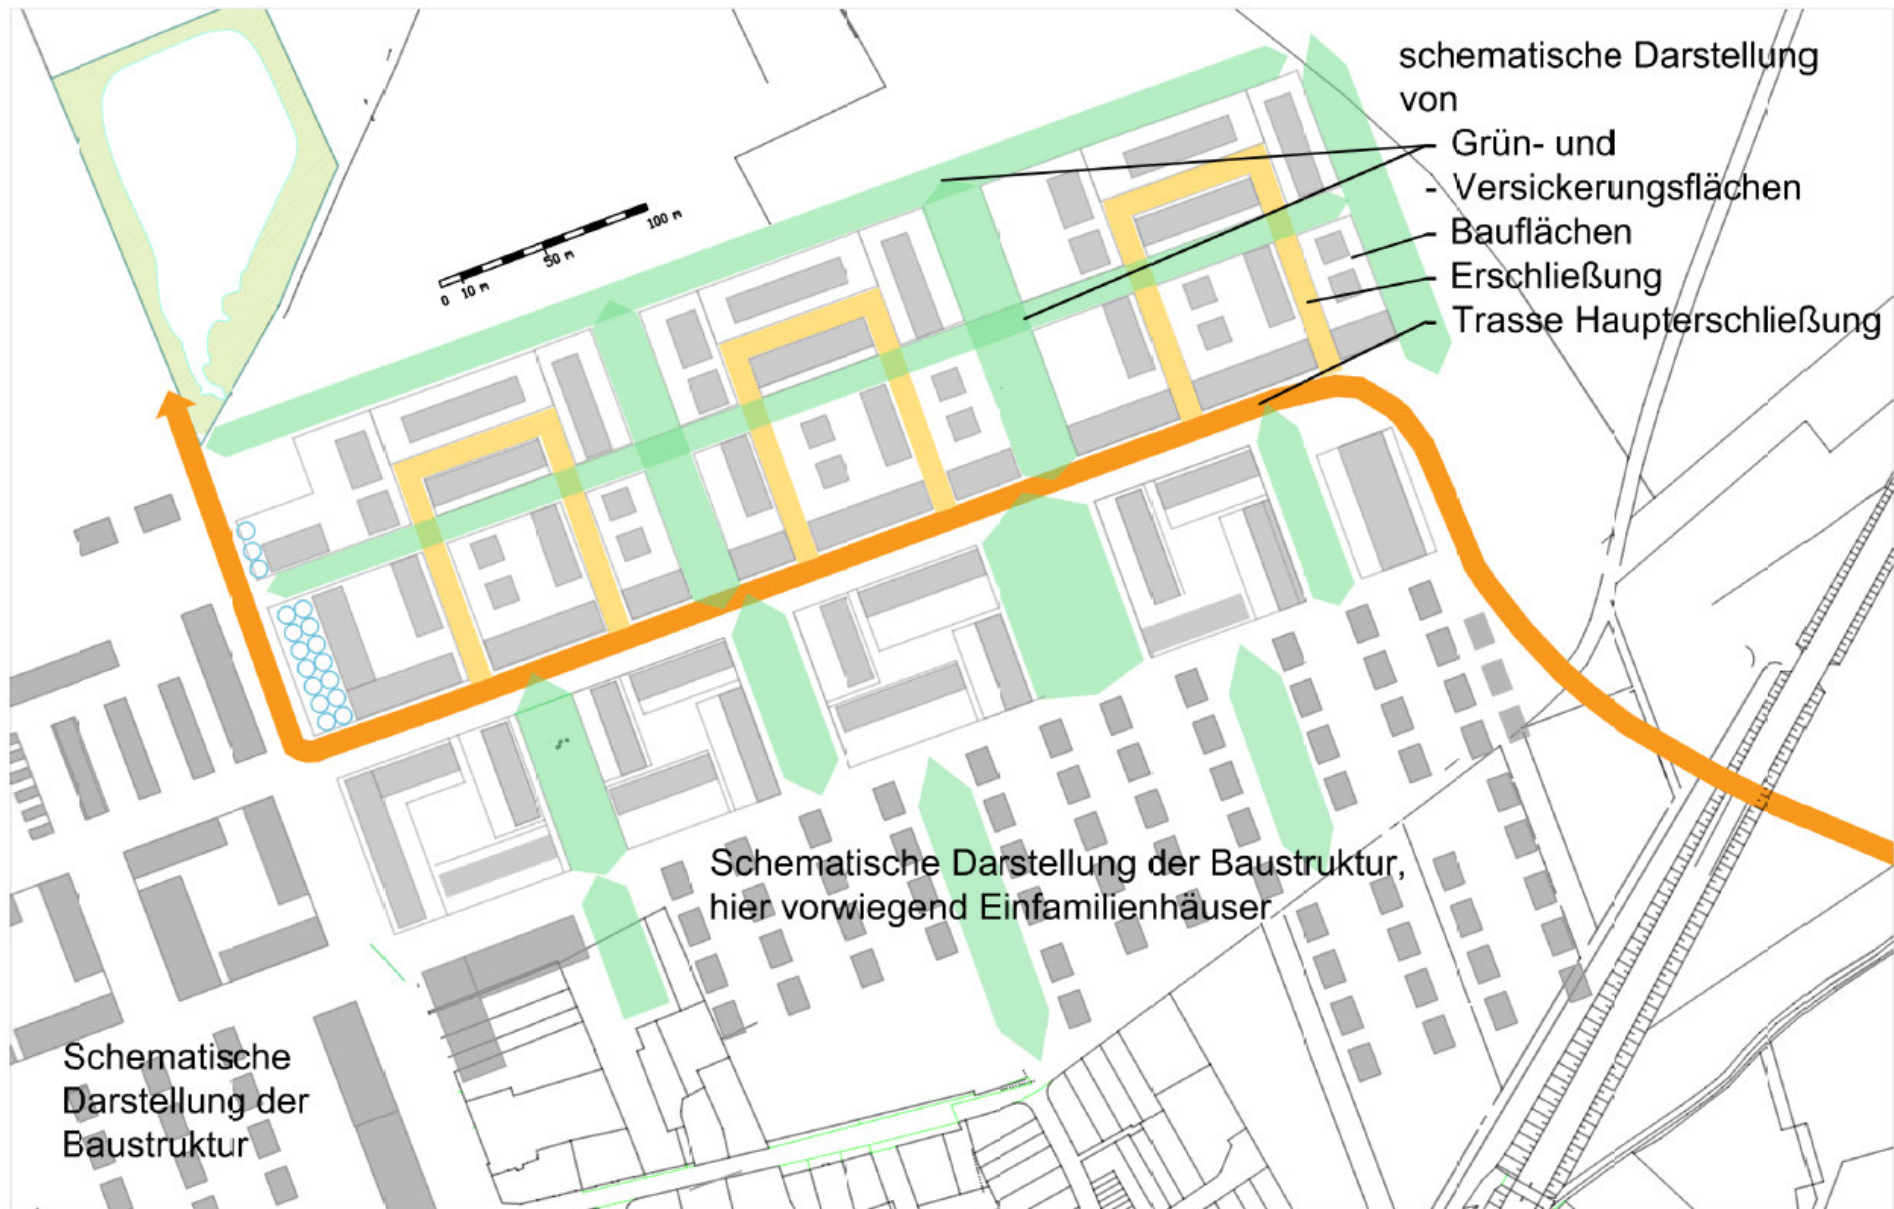 schematische Darstellung
von
- Grün- und
- Versickerungsflächen
- Bauflächen
- Erschließung
- Trasse Haupterschließung
0 10 m 50 m 100 m
Schematische Darstellung der Baustruktur,
hier vorwiegend Einfamilienhäuser
Schematische
Darstellung der
Baustruktur